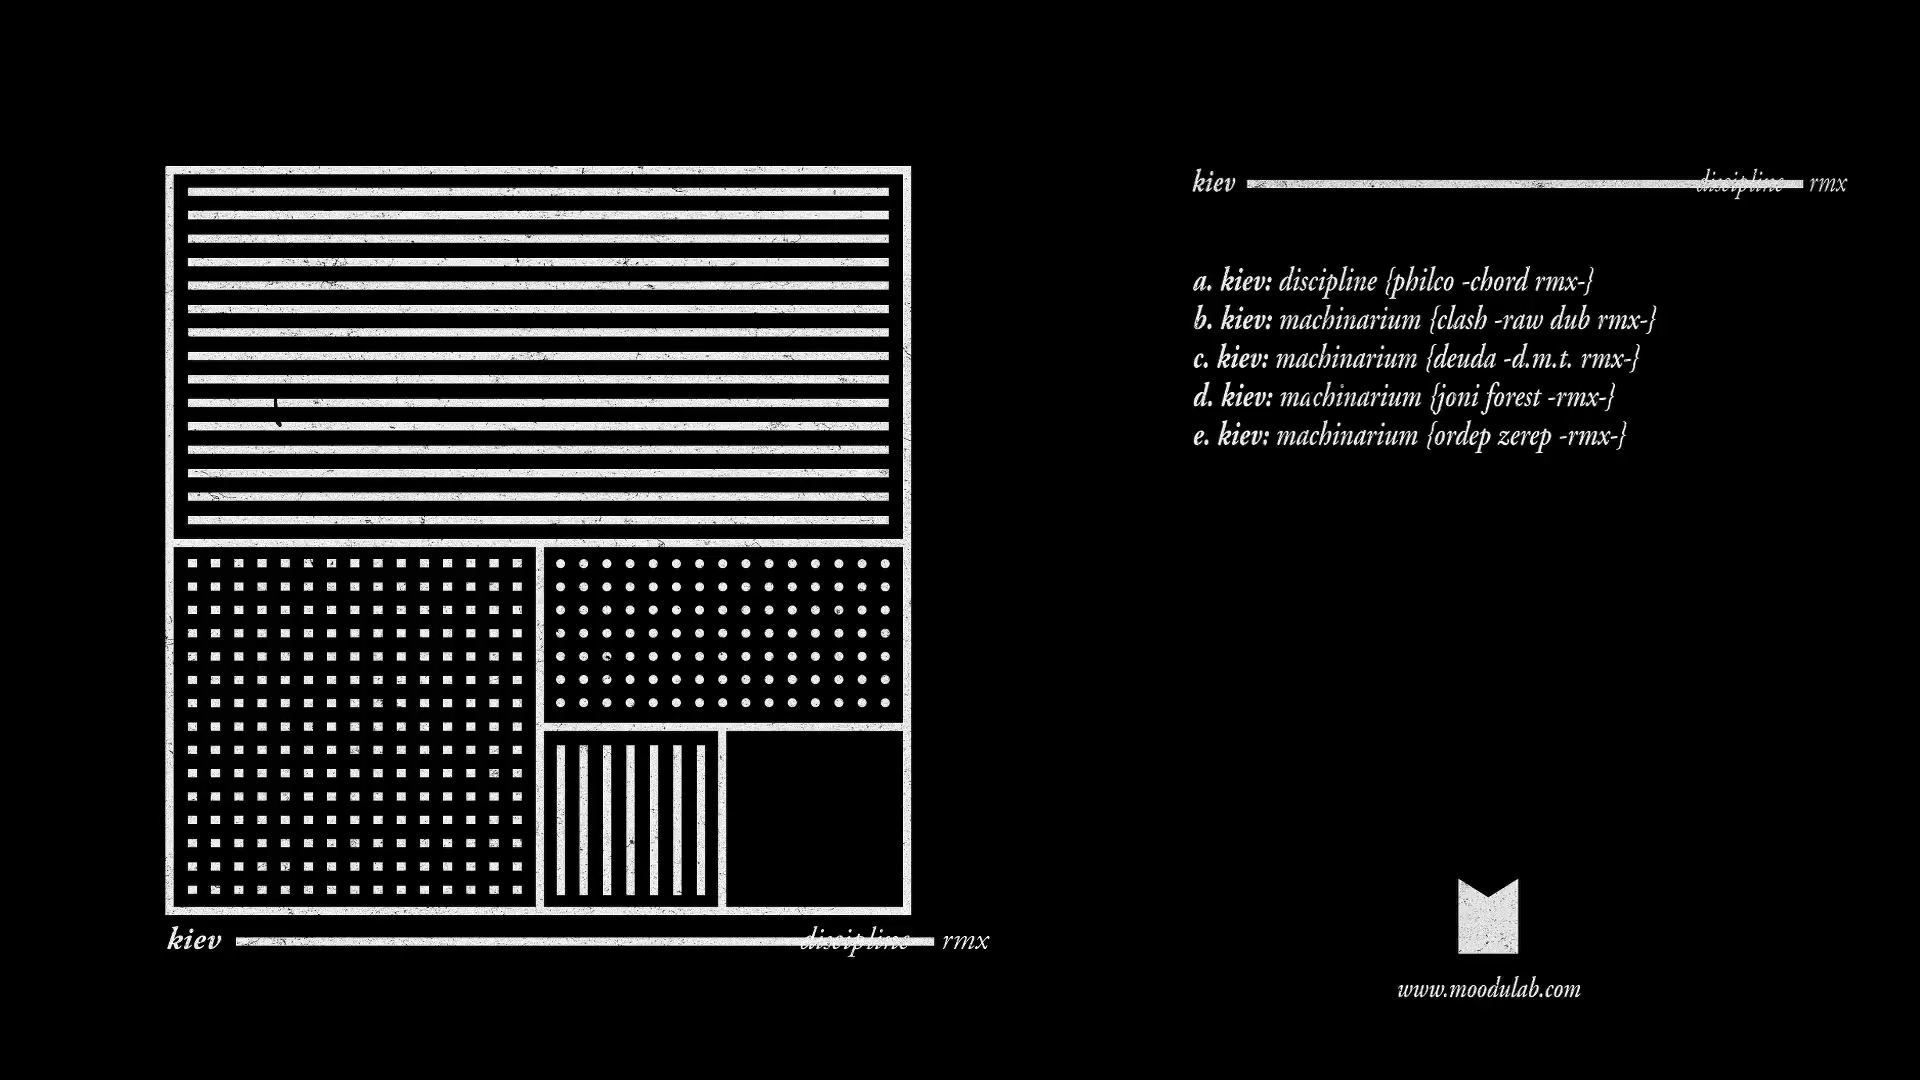 kiev discipline rmx
kiev discipline rmx
a. kiev: discipline {philco -chord rmx-}
b. kiev: machinarium {clash -raw dub rmx-}
c. kiev: machinarium {deuda -d.m.t. rmx-}
d. kiev: machinarium {joni forest -rmx-}
e. kiev: machinarium {ordep zerep -rmx-}
www.moodulab.com